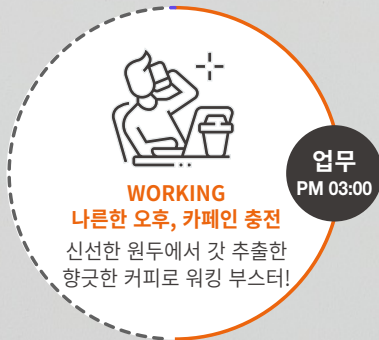 WORKING
나른한 오후, 카페인 충전
신선한 원두에서 갓 추출한
향긋한 커피로 워킹 부스터!
업무
PM 03:00